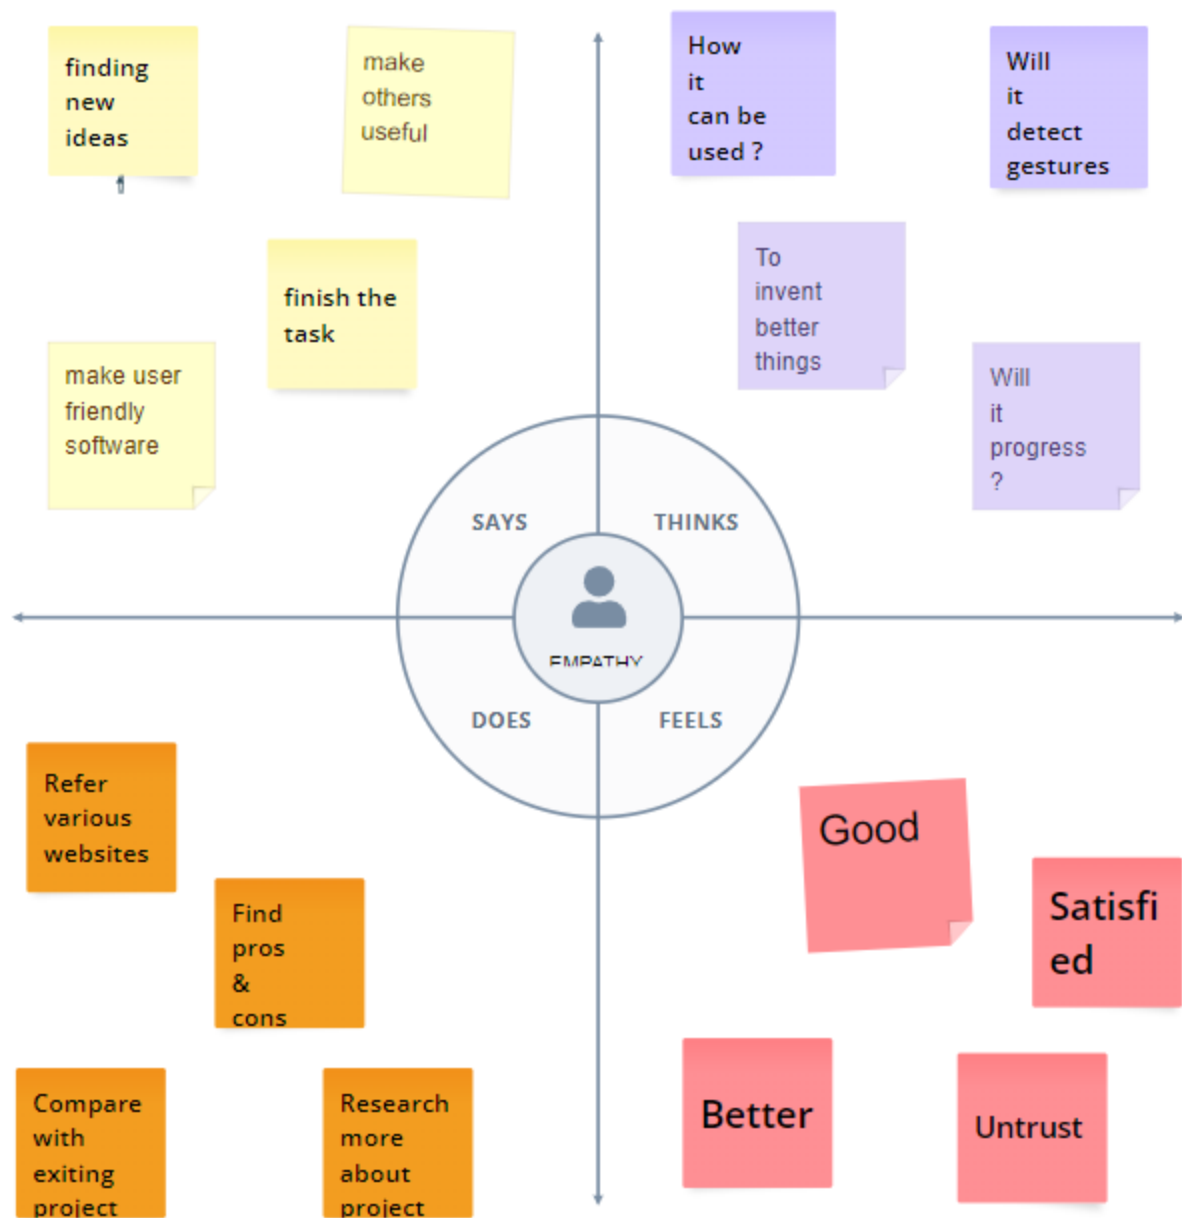 finding
new
ideas
make
others
useful
finish the
task
make user
friendly
software
How
it
can be
used ?
Will
it
detect
gestures
To
invent
better
things
Will
it
progress
?
SAYS
THINKS
EMPATHY
DOES
FEELS
Refer
various
websites
Find
pros
&
cons
Compare
with
exiting
project
Research
more
about
project
Good
Satisfi
ed
Better
Untrust